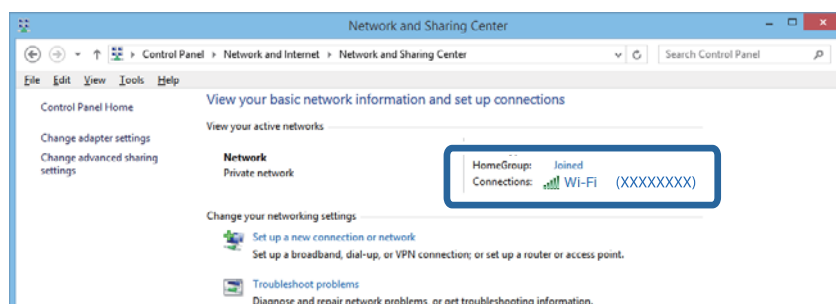 Network and Sharing Center
Control Panel Network and Internet Network and Sharing Center
Search Control Panel
File Edit View Tools Help
Control Panel Home
Change adapter settings
Change advanced sharing
settings
View your basic network information and set up connections
View your active networks
Network
Private network
HomeGroup: Joined
Connections: Wi-Fi (XXXXXXXX)
Change your networking settings
Set up a new connection or network
Set up a broadband, dial-up, or VPN connection; or set up a router or access point.
Troubleshoot problems
Diagnose and repair network problems, or get troubleshooting information.